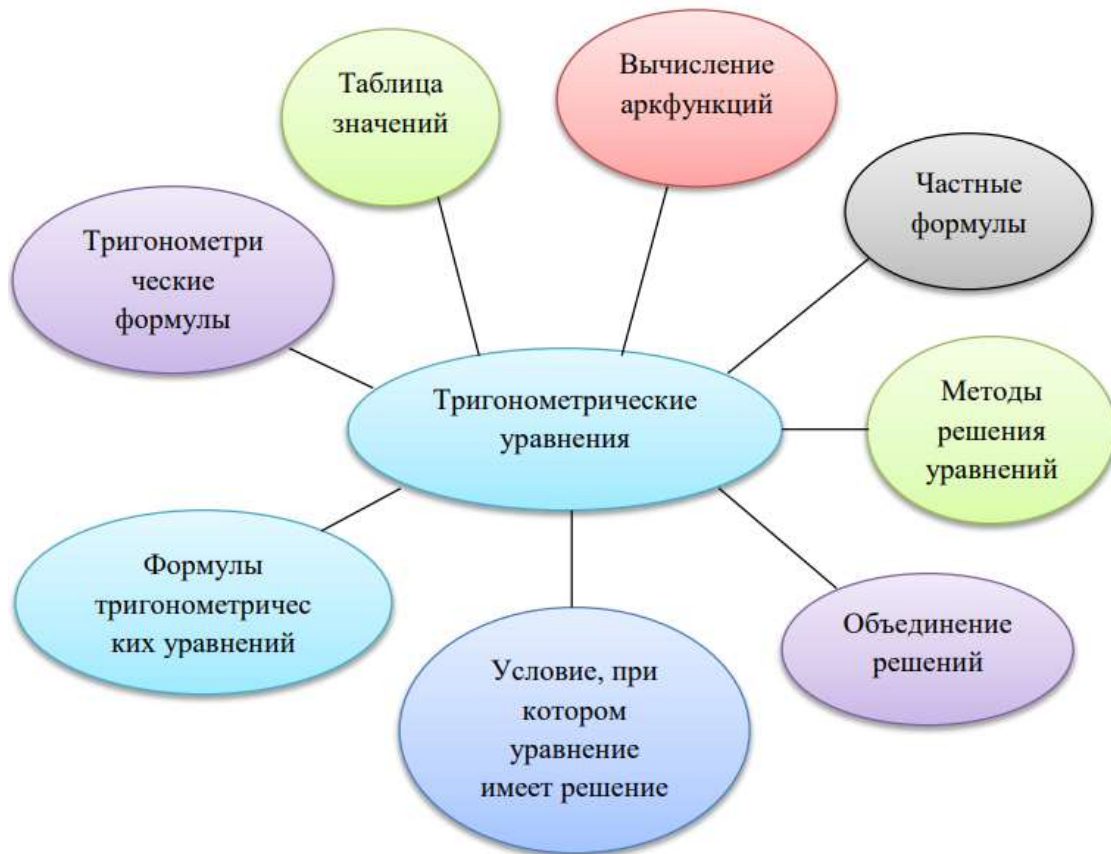 Таблица
значений
Вычисление
аркфункций
Частные
формулы
Тригонометри
ческие
формулы
Тригонометрические
уравнения
Методы
решения
уравнений
Формулы
тригонометричес
ких уравнений
Условие, при
котором
уравнение
имеет решение
Объединение
решений